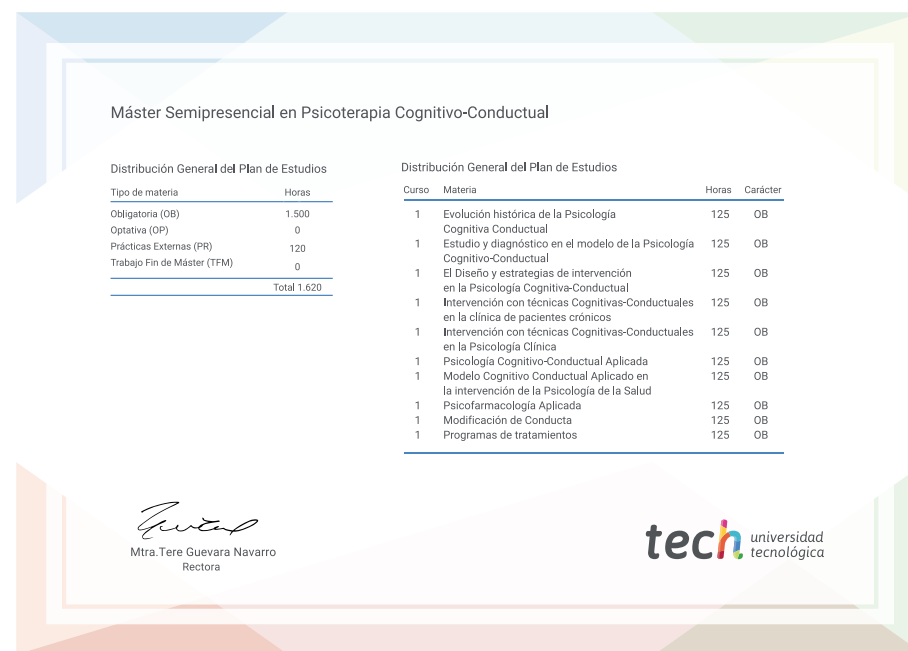 Máster Semipresencial en Psicoterapia Cognitivo-Conductual
Distribución General del Plan de Estudios
Tipo de materia Horas
Obligatoria (OB) 1.500
Optativa (OP) 0
Prácticas Externas (PR) 120
Trabajo Fin de Máster (TFM) 0
Total 1.620
Distribución General del Plan de Estudios
Curso Materia Horas Carácter
1 Evolución histórica de la Psicología 125 OB
Cognitiva Conductual
1 Estudio y diagnóstico en el modelo de la Psicología 125 OB
Cognitivo-Conductual
1 El Diseño y estrategias de intervención 125 OB
en la Psicología Cognitiva-Conductual
1 Intervención con técnicas Cognitivas-Conductuales 125 OB
en la clínica de pacientes crónicos
1 Intervención con técnicas Cognitivas-Conductuales 125 OB
en la Psicología Clínica
1 Psicología Cognitivo-Conductual Aplicada 125 OB
1 Modelo Cognitivo Conductual Aplicado en 125 OB
la intervención de la Psicología de la Salud
1 Psicofarmacología Aplicada 125 OB
1 Modificación de Conducta 125 OB
1 Programas de tratamientos 125 OB
Mtra.Tere Guevara Navarro
Rectora
tech universidad
tecnológica